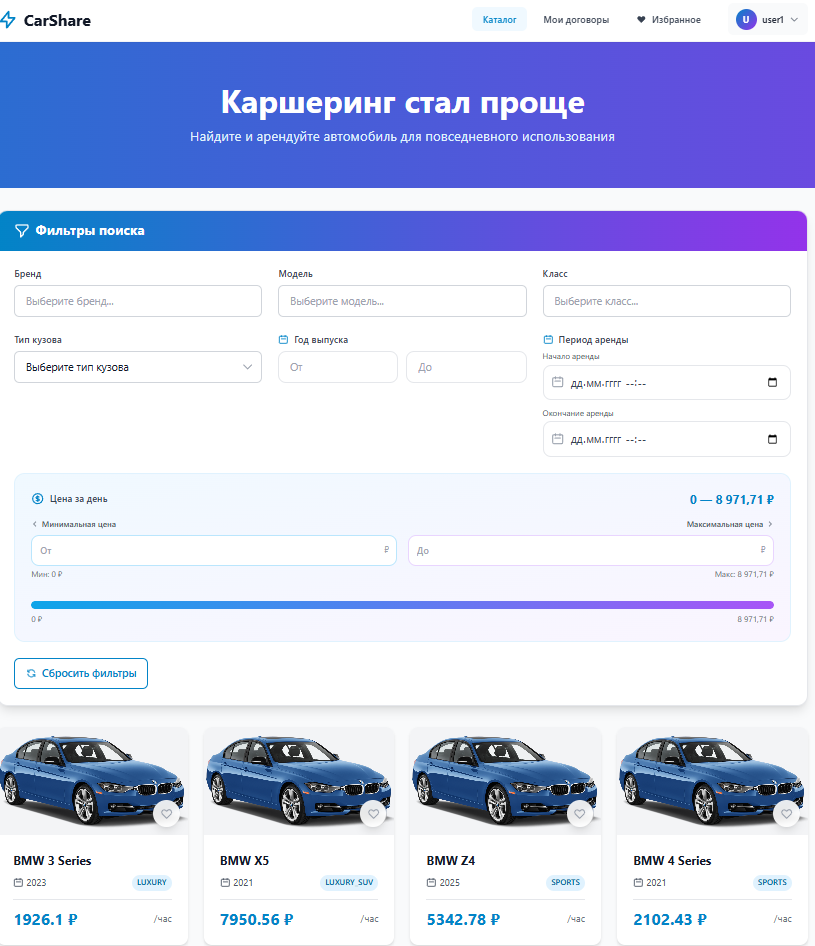 CarShare Каталог Мои договоры Избранное U user1
Каршеринг стал проще
Найдите и арендуйте автомобиль для повседневного использования
Фильтры поиска
Бренд Модель Класс
Выберите бренд... Выберите модель... Выберите класс...
Тип кузова Год выпуска Период аренды
Начало аренды
Выберите тип кузова От До дд.мм.гггг --:--
Окончание аренды
дд.мм.гггг --:--
Цена за день 0 — 8 971,71 ₽
Минимальная цена Максимальная цена
От ₽ До ₽
Мин: 0 ₽ Макс: 8 971,71 ₽
0 ₽ 8 971,71 ₽
Сбросить фильтры
BMW 3 Series BMW X5 BMW Z4 BMW 4 Series
2023 LUXURY 2021 LUXURY SUV 2025 SPORTS 2021 SPORTS
1926.1 ₽ /час 7950.56 ₽ /час 5342.78 ₽ /час 2102.43 ₽ /час